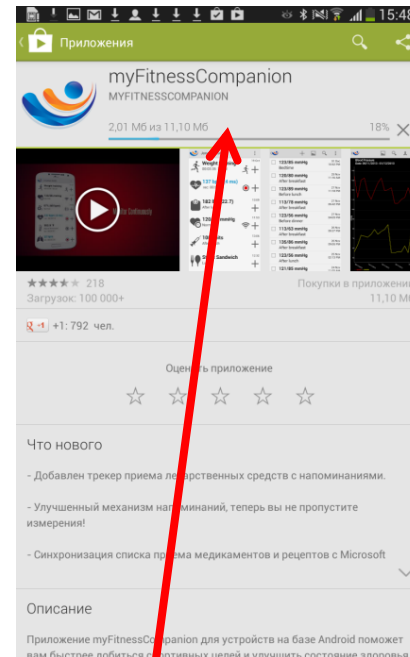 15:48
Приложения
myFitnessCompanion
MYFITNESSCOMPANION
2,01 Мб из 11,10 Мб 18%
218 Покупки в приложении
Загрузок: 100 000+ 11,10 Мб
+1: 792 чел.
Оценить приложение
Что нового
- Добавлен трекер приема лекарственных средств с напоминаниями.
- Улучшенный механизм напоминаний, теперь вы не пропустите
измерения!
- Синхронизация списка приема медикаментов и рецептов с Microsoft
Описание
Приложение myFitnessCompanion для устройств на базе Android поможет
вам быстрее добиться спортивных целей и улучшить состояние здоровья